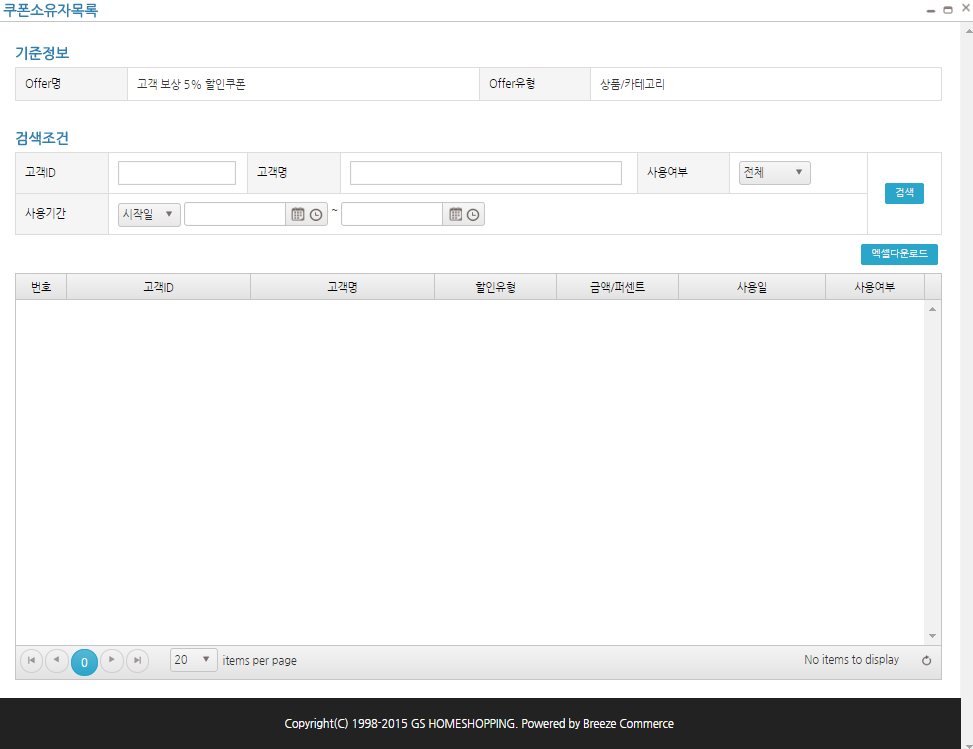 쿠폰소유자목록
기준정보
Offer명 고객 보상 5% 할인쿠폰 Offer유형 상품/카테고리
검색조건
고객ID 고객명 사용여부 전체
검색
사용기간 시작일 ~
엑셀다운로드
번호 고객ID 고객명 할인유형 금액/퍼센트 사용일 사용여부
0 20 items per page No items to display
Copyright(C) 1998-2015 GS HOMESHOPPING. Powered by Breeze Commerce